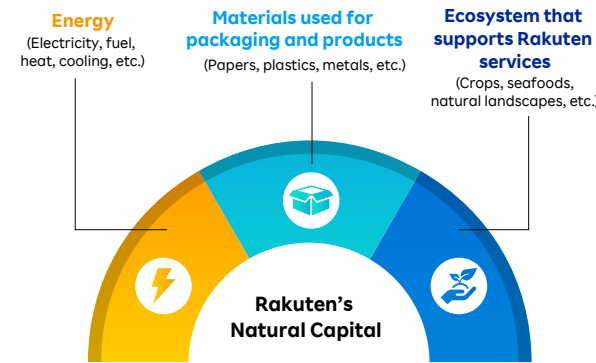 Energy
(Electricity, fuel,
heat, cooling, etc.)
Materials used for
packaging and products
(Papers, plastics, metals, etc.)
Ecosystem that
supports Rakuten
services
(Crops, seafoods,
natural landscapes, etc.)
Rakuten's
Natural Capital